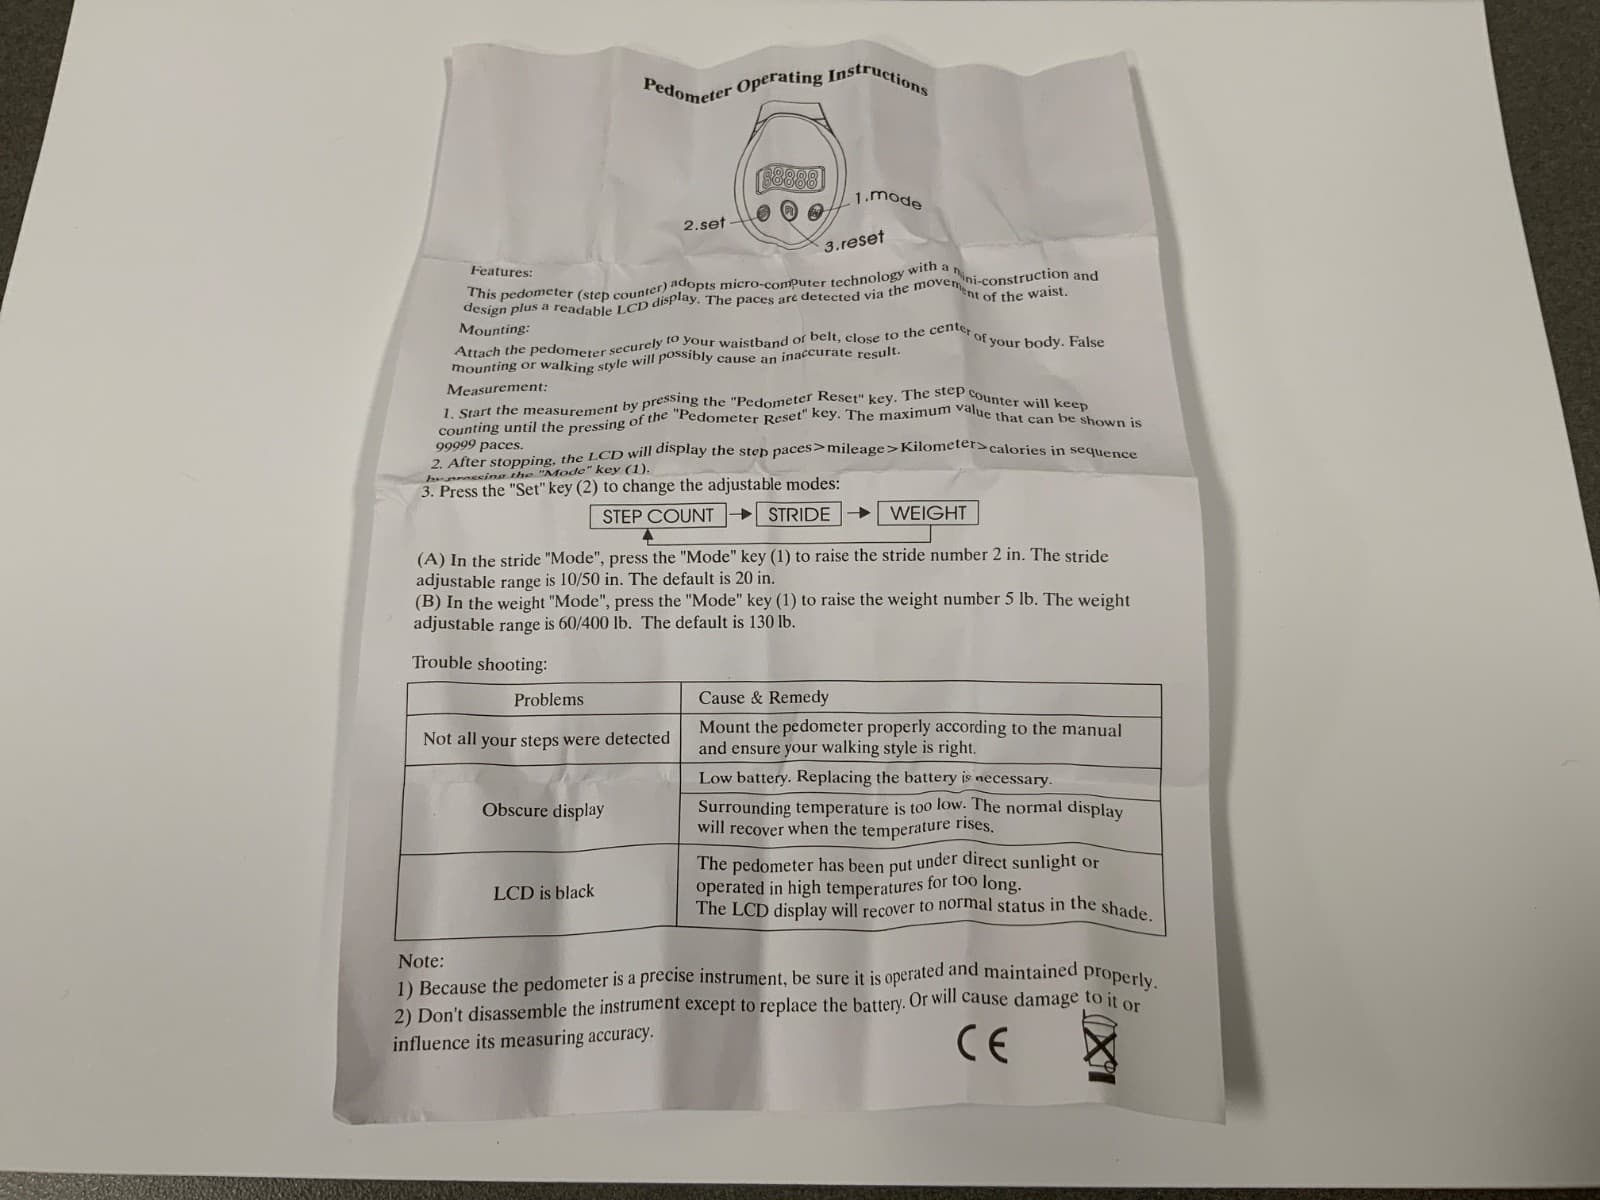 Pedometer Operating Instructions
88888
1.mode
2.set
3.reset
Features:
This pedometer (step counter) adopts micro-computer technology with a mini-construction and
design plus a readable LCD display. The paces are detected via the movement of the waist.
Mounting:
Attach the pedometer securely to your waistband or belt, close to the center of your body. False
mounting or walking style will possibly cause an inaccurate result.
Measurement:
1. Start the measurement by pressing the "Pedometer Reset" key. The step counter will keep
counting until the pressing of the "Pedometer Reset" key. The maximum value that can be shown is
99999 paces.
2. After stopping, the LCD will display the step paces>mileage>Kilometer>calories in sequence
by pressing the "Mode" key (1).
3. Press the "Set" key (2) to change the adjustable modes:
STEP COUNT STRIDE WEIGHT
(A) In the stride "Mode", press the "Mode" key (1) to raise the stride number 2 in. The stride
adjustable range is 10/50 in. The default is 20 in.
(B) In the weight "Mode", press the "Mode" key (1) to raise the weight number 5 lb. The weight
adjustable range is 60/400 lb. The default is 130 lb.
Trouble shooting:
Problems
Cause & Remedy
Not all your steps were detected
Mount the pedometer properly according to the manual
and ensure your walking style is right.
Obscure display
Low battery. Replacing the battery is necessary.
Surrounding temperature is too low. The normal display
will recover when the temperature rises.
LCD is black
The pedometer has been put under direct sunlight or
operated in high temperatures for too long.
The LCD display will recover to normal status in the shade.
Note:
1) Because the pedometer is a precise instrument, be sure it is operated and maintained properly.
2) Don't disassemble the instrument except to replace the battery. Or will cause damage to it or
influence its measuring accuracy.
CE